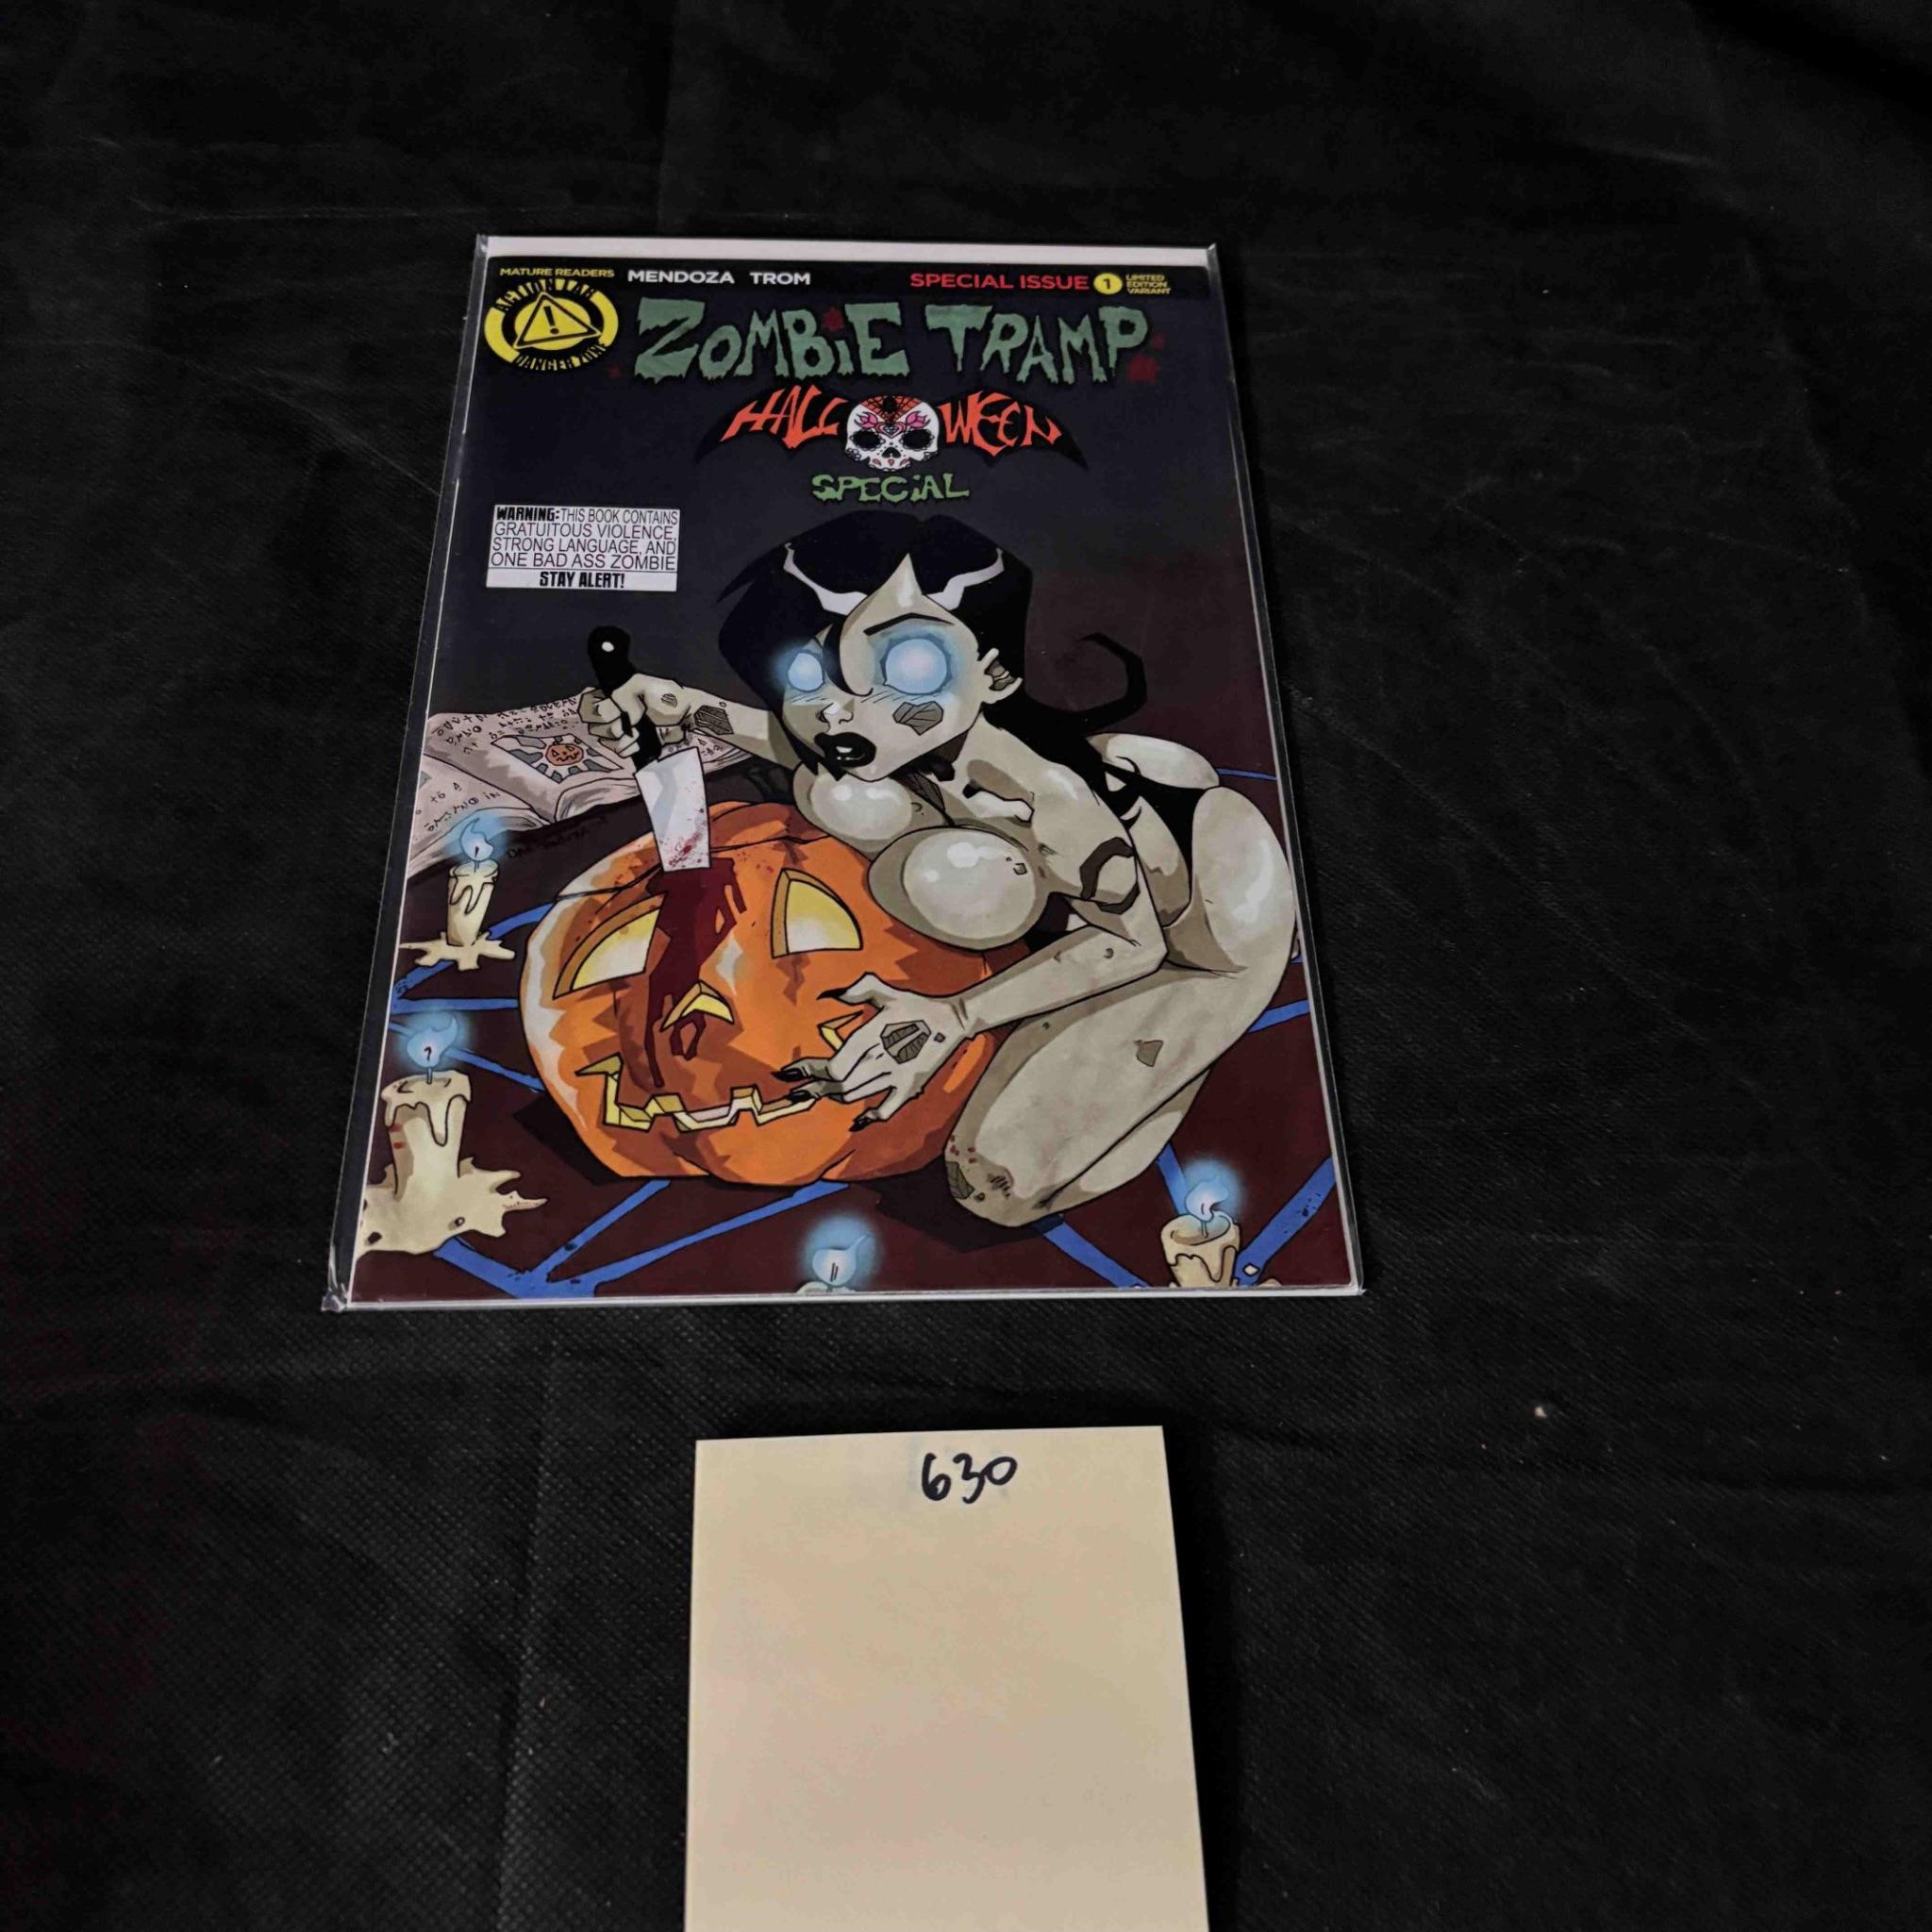 MATURE READERS
MENDOZA TROM
SPECIAL ISSUE 1
LIMITED
EDITION
VARIANT
ACTION LAB
DANGER ZONE
ZOMBiE TRAMP
HALLOWEEN
SPECiAL
WARNING: THIS BOOK CONTAINS
GRATUITOUS VIOLENCE,
STRONG LANGUAGE, AND
ONE BAD ASS ZOMBIE
STAY ALERT!
630